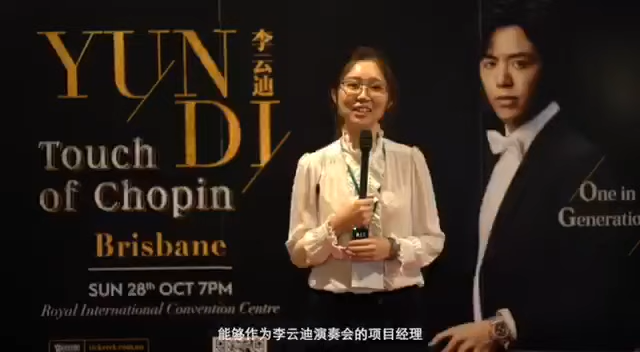 YUN
DI
李云迪
Touch
of Chopin
Brisbane
SUN 28TH OCT 7PM
Royal International Convention Centre
One in
Generation
能够作为李云迪演奏会的项目经理